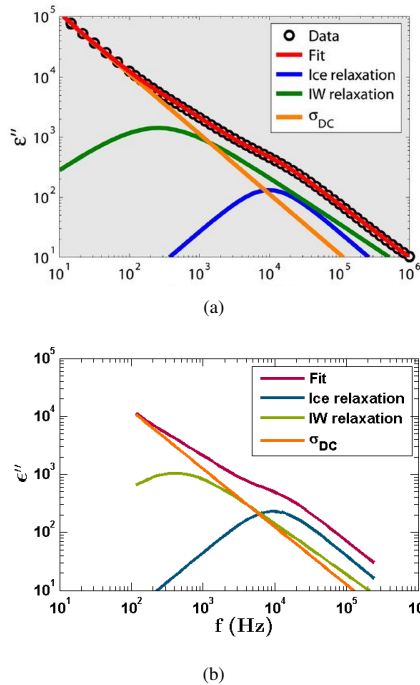 10^5
Data
Fit
Ice relaxation
IW relaxation
σ_DC
10^4
ε''
10^3
10^2
10^1
10^1 10^2 10^3 10^4 10^5 10^6
(a)
10^5
Fit
Ice relaxation
IW relaxation
σ_DC
10^4
ϵ''
10^3
10^2
10^1
10^1 10^2 10^3 10^4 10^5 10^6
f (Hz)
(b)